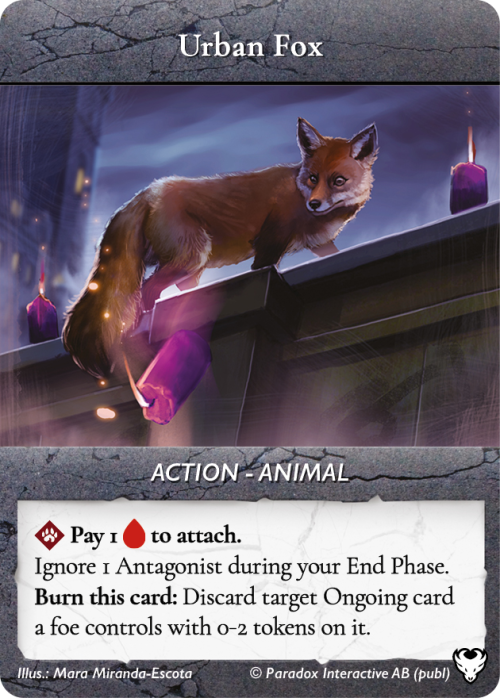 Urban Fox
ACTION - ANIMAL
Pay 1 to attach.
Ignore 1 Antagonist during your End Phase.
Burn this card: Discard target Ongoing card
a foe controls with 0-2 tokens on it.
Illus.: Mara Miranda-Escota © Paradox Interactive AB (publ)